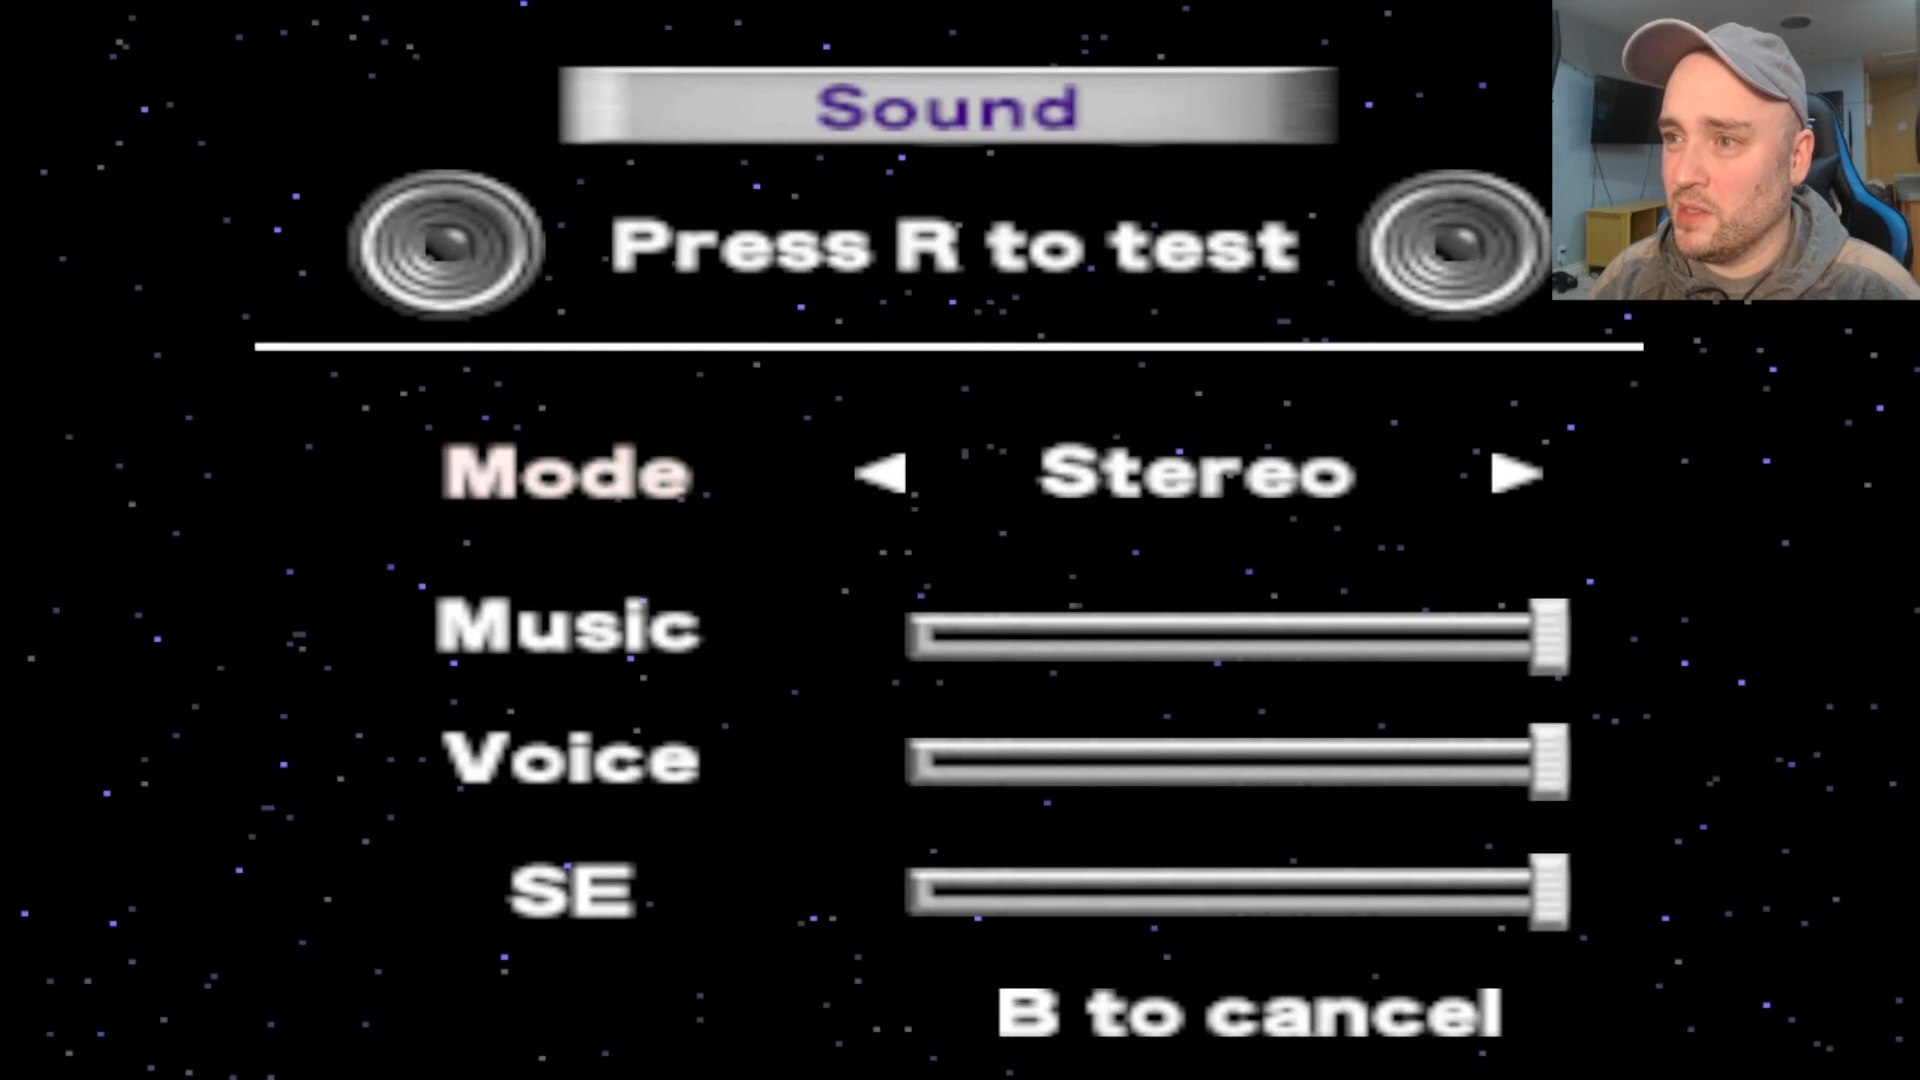 Sound
Press R to test
Mode Stereo
Music
Voice
SE
B to cancel